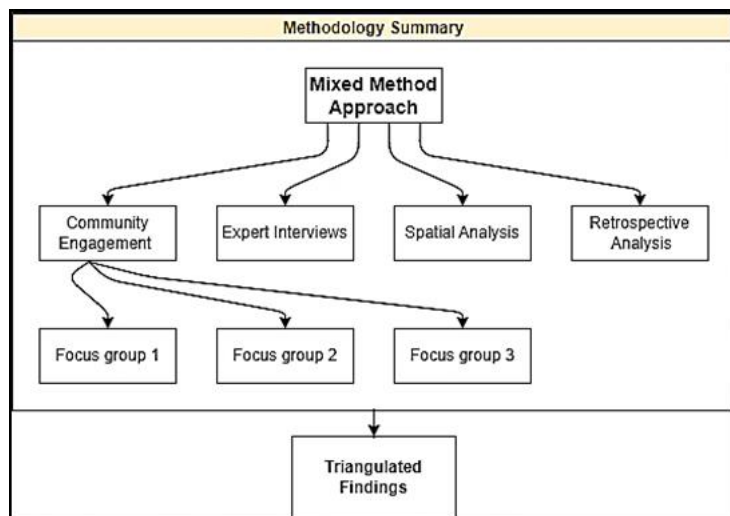 Methodology Summary
Mixed Method
Approach
Community
Engagement
Expert Interviews
Spatial Analysis
Retrospective
Analysis
Focus group 1
Focus group 2
Focus group 3
Triangulated
Findings